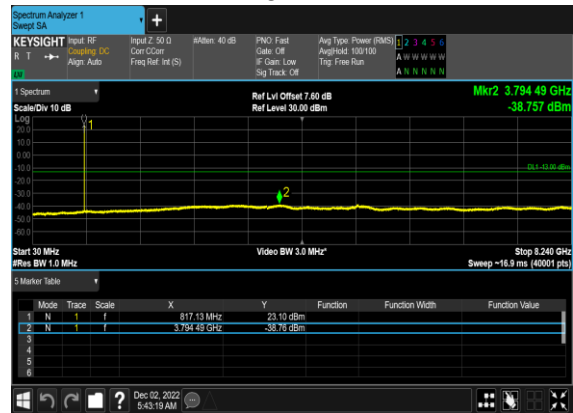 Spectrum Analyzer 1
Swept SA
+
KEYSIGHT Input: RF Input Z: 50 Ω #Atten: 40 dB PNO: Fast Avg Type: Power (RMS) 1 2 3 4 5 6
R T Coupling: DC Corr CCorr Gate: Off Avg|Hold: 100/100 A W W W W W
Align: Auto Freq Ref: Int (S) IF Gain: Low Trig: Free Run
LXI Sig Track: Off A N N N N N
1 Spectrum Ref Lvl Offset 7.60 dB Mkr2 3.794 49 GHz
Scale/Div 10 dB Ref Level 30.00 dBm -38.757 dBm
Log
1
20.0
10.0
0.00
-10.0
DL1 -13.00 dBm
-20.0
-30.0
2
-40.0
-50.0
-60.0
Start 30 MHz Video BW 3.0 MHz* Stop 8.240 GHz
#Res BW 1.0 MHz Sweep ~16.9 ms (40001 pts)
5 Marker Table
Mode Trace Scale X Y Function Function Width Function Value
1 N 1 f 817.13 MHz 23.10 dBm
2 N 1 f 3.794 49 GHz -38.76 dBm
3
4
5
6
? Dec 02, 2022
5:43:19 AM